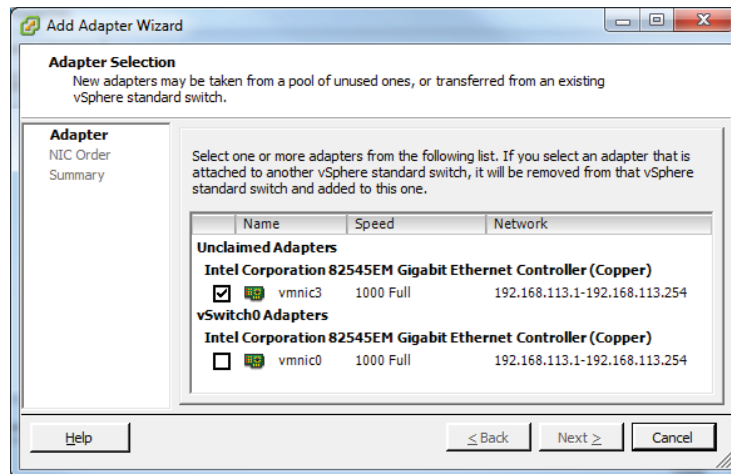 Add Adapter Wizard
Adapter Selection
New adapters may be taken from a pool of unused ones, or transferred from an existing
vSphere standard switch.
Adapter
NIC Order
Summary
Select one or more adapters from the following list. If you select an adapter that is
attached to another vSphere standard switch, it will be removed from that vSphere
standard switch and added to this one.
Name Speed Network
Unclaimed Adapters
Intel Corporation 82545EM Gigabit Ethernet Controller (Copper)
vmnic3 1000 Full 192.168.113.1-192.168.113.254
vSwitch0 Adapters
Intel Corporation 82545EM Gigabit Ethernet Controller (Copper)
vmnic0 1000 Full 192.168.113.1-192.168.113.254
Help < Back Next > Cancel